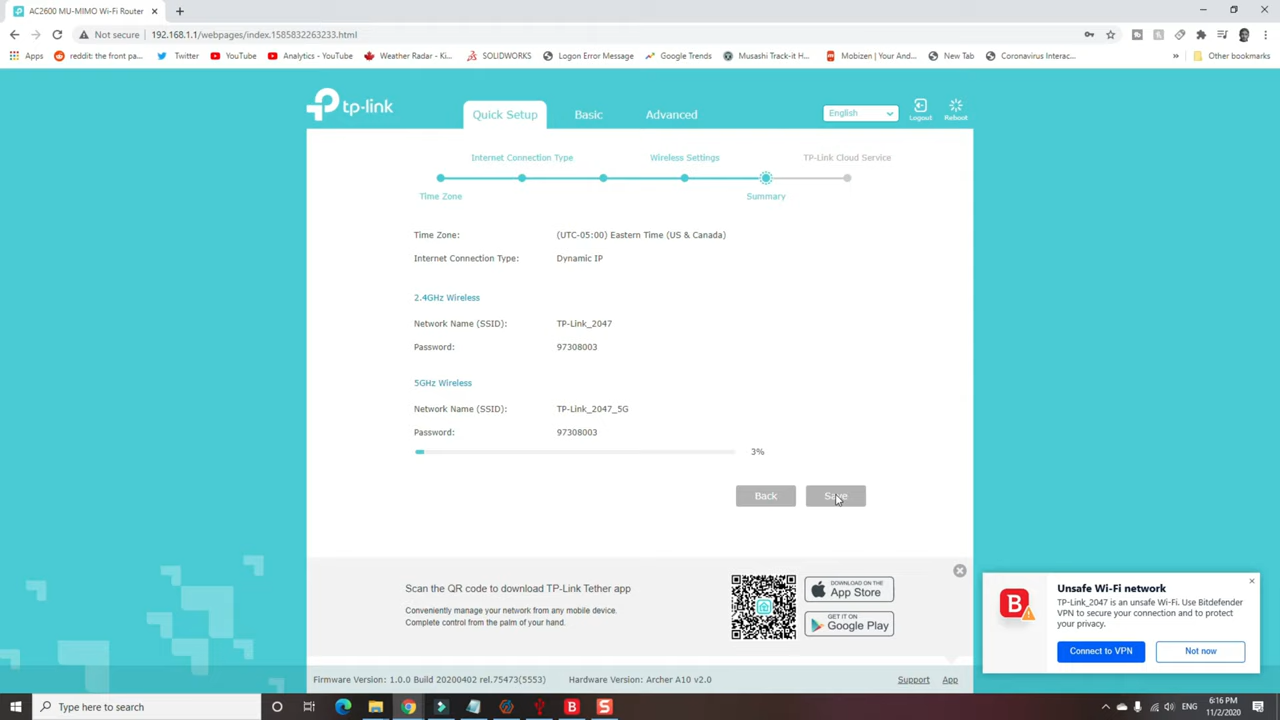 AC2600 MU-MIMO Wi-Fi Router
Not secure 192.168.1.1/webpages/index.1585832263233.html
Apps reddit: the front pa... Twitter YouTube Analytics - YouTube Weather Radar - Ki... SOLIDWORKS Logon Error Message Google Trends Musashi Track-it H... Mobizen | Your And... New Tab Coronavirus Interac... » Other bookmarks
tp-link
Quick Setup Basic Advanced English Logout Reboot
Internet Connection Type Wireless Settings TP-Link Cloud Service
Time Zone Summary
Time Zone: (UTC-05:00) Eastern Time (US & Canada)
Internet Connection Type: Dynamic IP
2.4GHz Wireless
Network Name (SSID): TP-Link_2047
Password: 97308003
5GHz Wireless
Network Name (SSID): TP-Link_2047_5G
Password: 97308003
3%
Back Save
Scan the QR code to download TP-Link Tether app
Conveniently manage your network from any mobile device.
Complete control from the palm of your hand.
DOWNLOAD ON THE
App Store
GET IT ON
Google Play
B
Unsafe Wi-Fi network
TP-Link_2047 is an unsafe Wi-Fi. Use Bitdefender
VPN to secure your connection and to protect
your privacy.
Connect to VPN Not now
Firmware Version: 1.0.0 Build 20200402 rel.75473(5553) Hardware Version: Archer A10 v2.0 Support App
Type here to search B S ENG 6:16 PM
11/2/2020